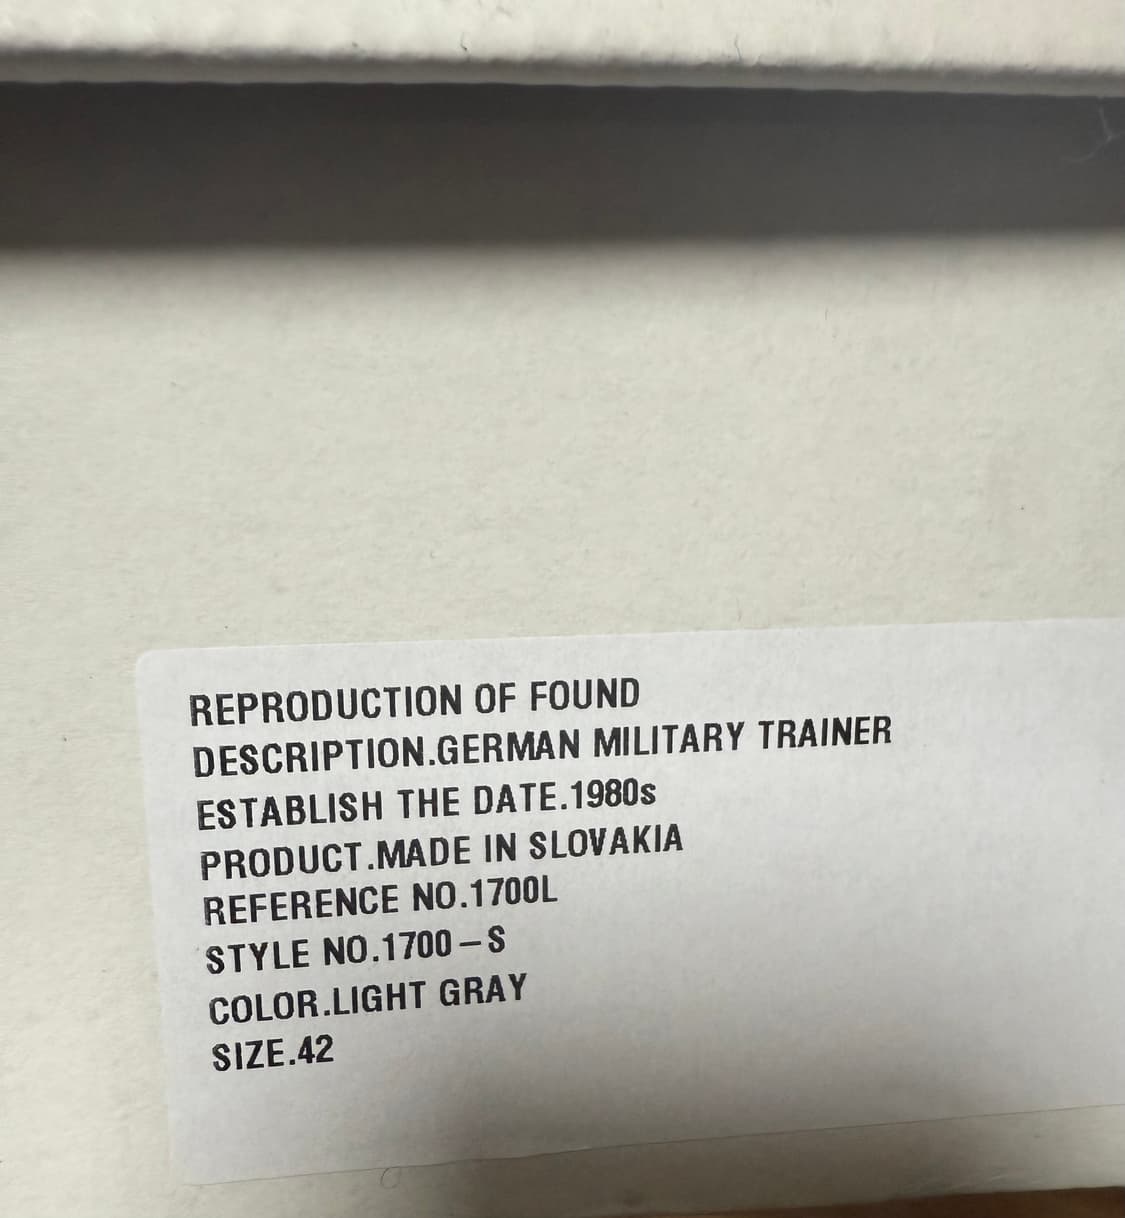 REPRODUCTION OF FOUND
DESCRIPTION.GERMAN MILITARY TRAINER
ESTABLISH THE DATE.1980s
PRODUCT.MADE IN SLOVAKIA
REFERENCE NO.1700L
STYLE NO.1700–S
COLOR.LIGHT GRAY
SIZE.42